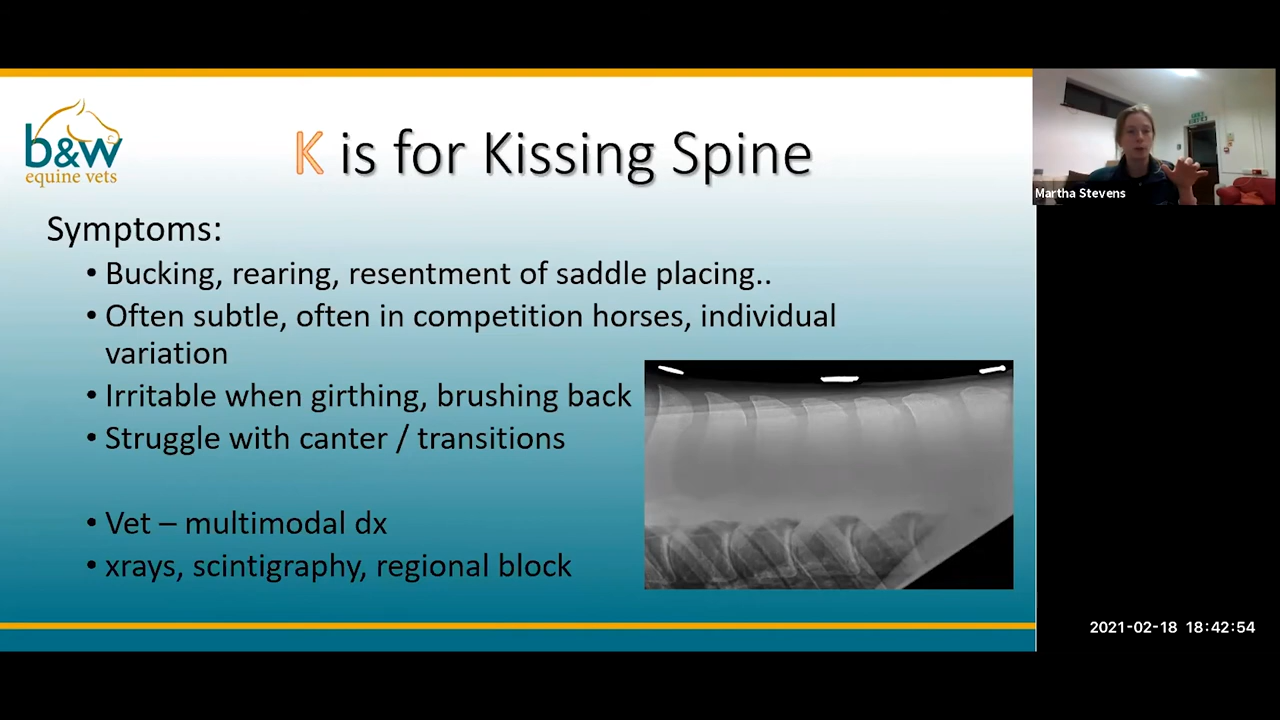 b&w
equine vets
K is for Kissing Spine
Symptoms:
• Bucking, rearing, resentment of saddle placing..
• Often subtle, often in competition horses, individual
variation
• Irritable when girthing, brushing back
• Struggle with canter / transitions
• Vet – multimodal dx
• xrays, scintigraphy, regional block
Martha Stevens
2021-02-18 18:42:54